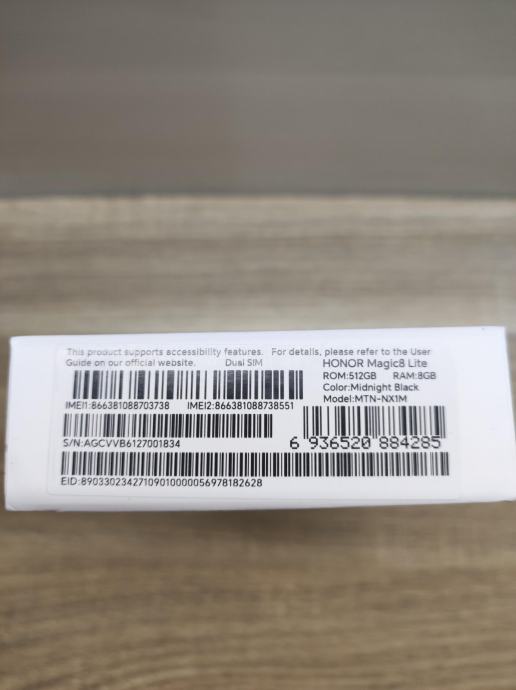 This product supports accessibility features. For details, please refer to the User
Guide on our official website. Dual SIM HONOR Magic8 Lite
ROM:512GB RAM:8GB
Color:Midnight Black
Model:MTN-NX1M
IMEI1:866381088703738 IMEI2:866381088738551
S/N:AGCVVB6127001834
6 936520 884285
EID:89033023427109010000056978182628